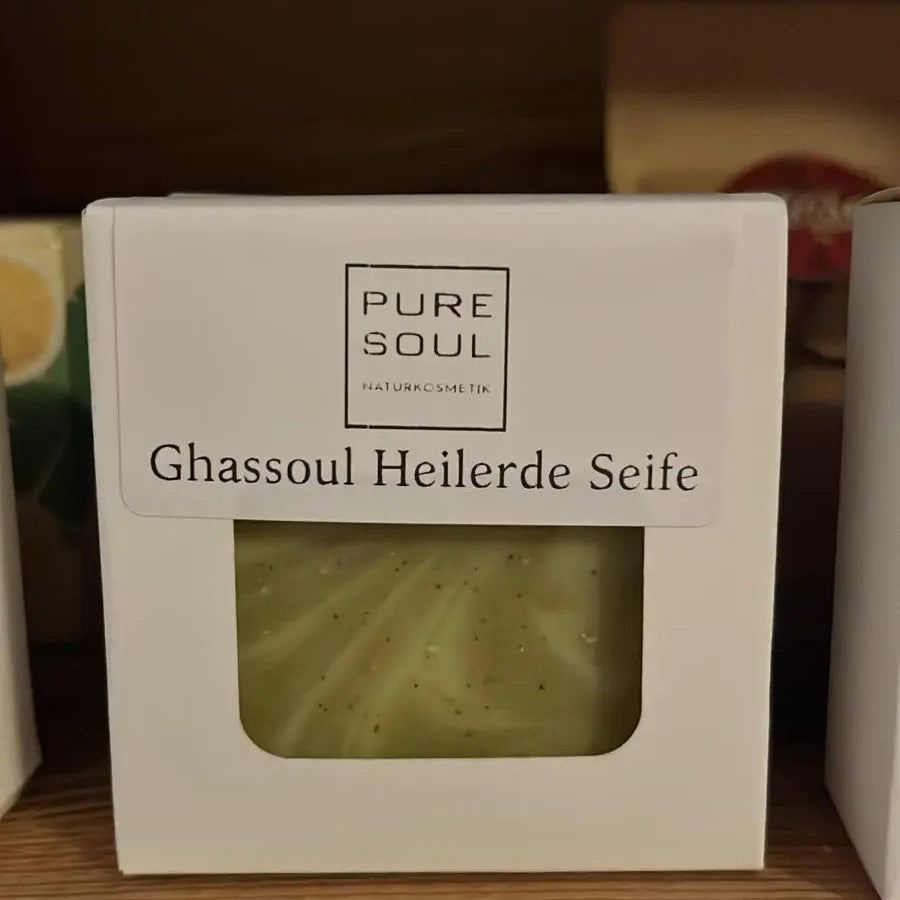 PURE
SOUL
NATURKOSMETIK
Ghassoul Heilerde Seife